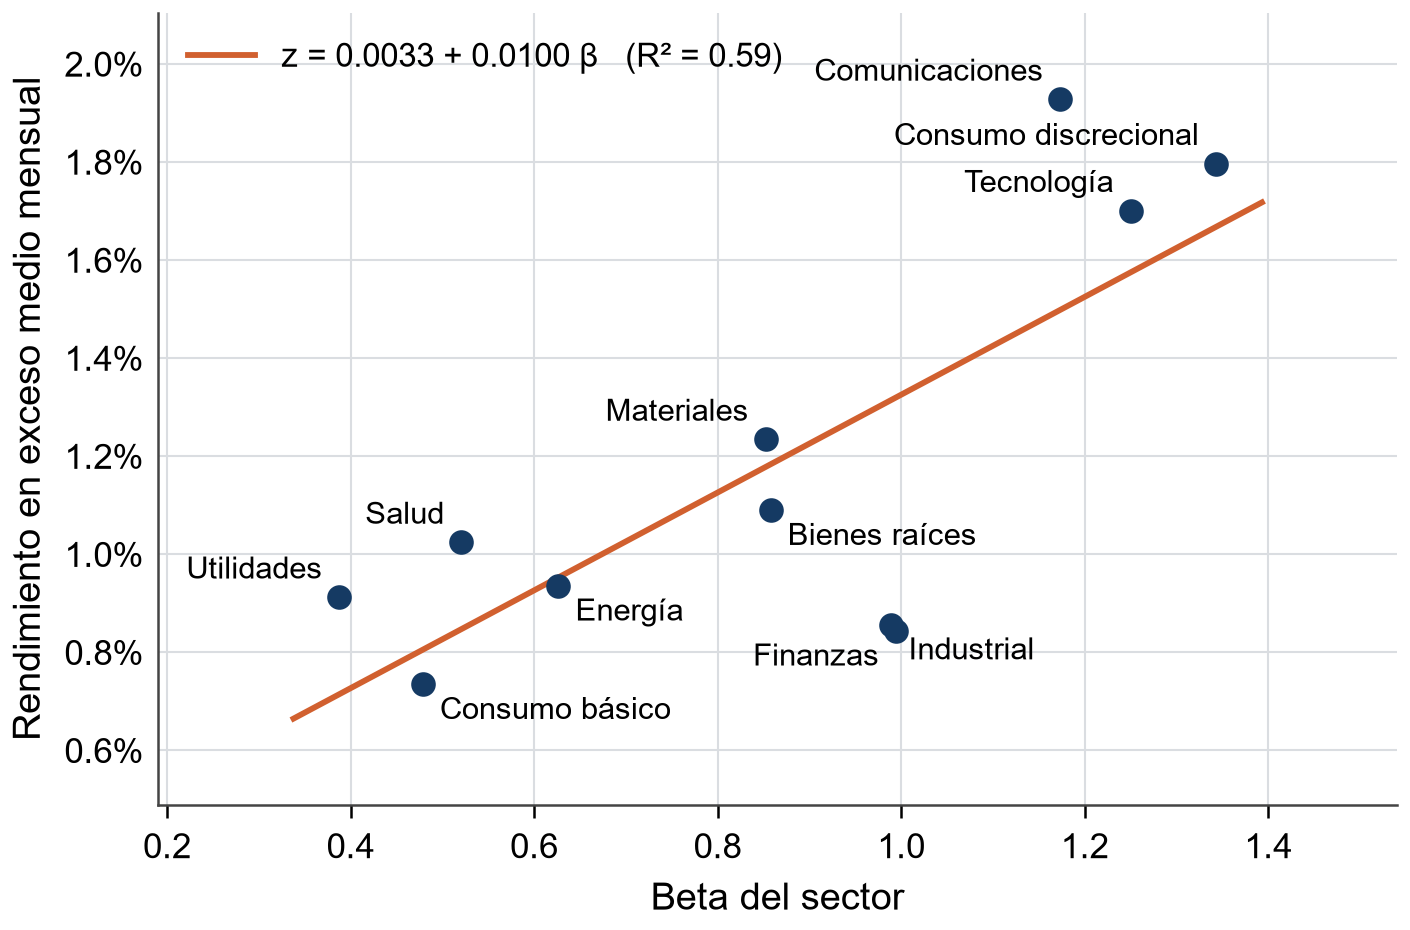 z = 0.0033 + 0.0100 β (R² = 0.59)
Comunicaciones
Consumo discrecional
Tecnología
Materiales
Bienes raíces
Salud
Utilidades
Energía
Finanzas
Industrial
Consumo básico
Rendimiento en exceso medio mensual
2.0%
1.8%
1.6%
1.4%
1.2%
1.0%
0.8%
0.6%
0.2 0.4 0.6 0.8 1.0 1.2 1.4
Beta del sector